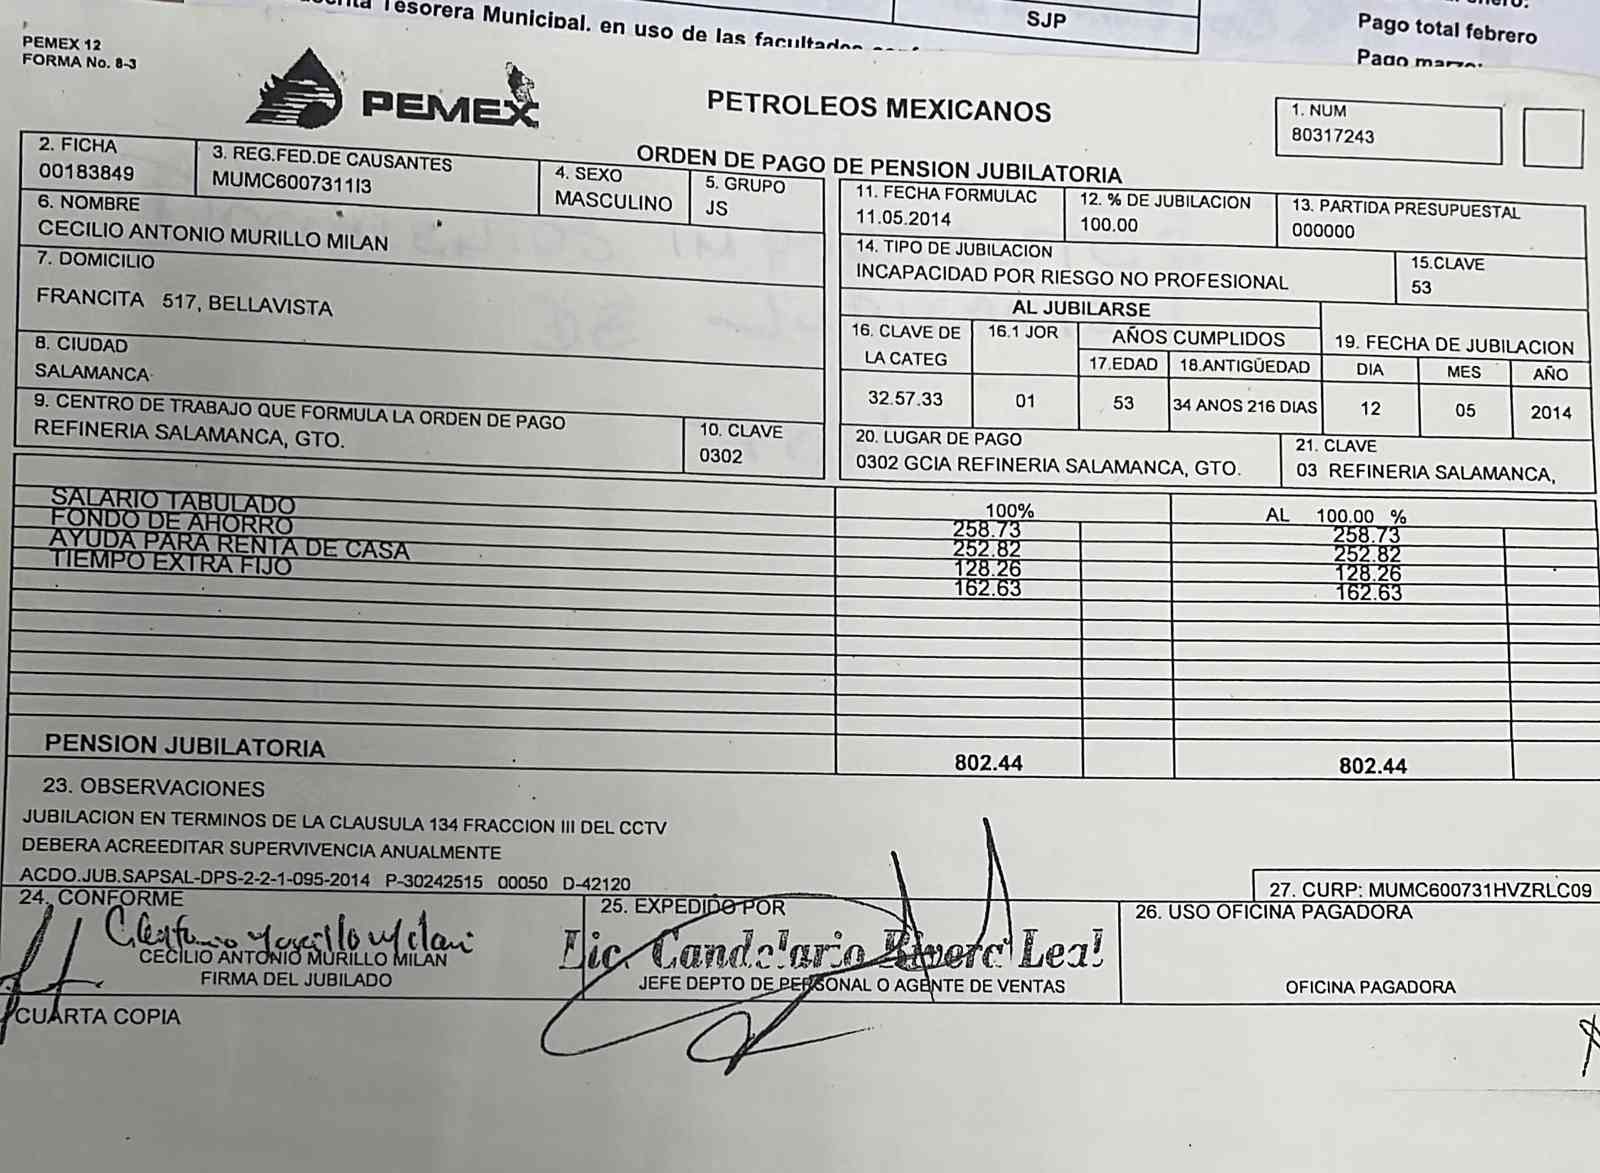 Tesorera Municipal. en uso de las facultades
SJP
Pago total febrero
Pago marzo:
PEMEX 12
FORMA No. 8-3
PEMEX
PETROLEOS MEXICANOS
1. NUM
80317243
ORDEN DE PAGO DE PENSION JUBILATORIA
2. FICHA
00183849
3. REG.FED.DE CAUSANTES
MUMC6007311I3
4. SEXO
MASCULINO
5. GRUPO
JS
6. NOMBRE
CECILIO ANTONIO MURILLO MILAN
7. DOMICILIO
FRANCITA 517, BELLAVISTA
8. CIUDAD
SALAMANCA
9. CENTRO DE TRABAJO QUE FORMULA LA ORDEN DE PAGO
REFINERIA SALAMANCA, GTO.
10. CLAVE
0302
11. FECHA FORMULAC
11.05.2014
12. % DE JUBILACION
100.00
13. PARTIDA PRESUPUESTAL
000000
14. TIPO DE JUBILACION
INCAPACIDAD POR RIESGO NO PROFESIONAL
15.CLAVE
53
AL JUBILARSE
16. CLAVE DE LA CATEG
32.57.33
16.1 JOR
01
AÑOS CUMPLIDOS
17.EDAD
53
18.ANTIGÜEDAD
34 ANOS 216 DIAS
19. FECHA DE JUBILACION
DIA MES AÑO
12 05 2014
20. LUGAR DE PAGO
0302 GCIA REFINERIA SALAMANCA, GTO.
21. CLAVE
03 REFINERIA SALAMANCA,
100% AL 100.00 %
SALARIO TABULADO 258.73 258.73
FONDO DE AHORRO 252.82 252.82
AYUDA PARA RENTA DE CASA 128.26 128.26
TIEMPO EXTRA FIJO 162.63 162.63
PENSION JUBILATORIA 802.44 802.44
23. OBSERVACIONES
JUBILACION EN TERMINOS DE LA CLAUSULA 134 FRACCION III DEL CCTV
DEBERA ACREEDITAR SUPERVIVENCIA ANUALMENTE
ACDO.JUB.SAPSAL-DPS-2-2-1-095-2014 P-30242515 00050 D-42120
27. CURP: MUMC600731HVZRLC09
24. CONFORME
CECILIO ANTONIO MURILLO MILAN
FIRMA DEL JUBILADO
25. EXPEDIDO POR
Lic. Candelario Rivera Leal
JEFE DEPTO DE PERSONAL O AGENTE DE VENTAS
26. USO OFICINA PAGADORA
OFICINA PAGADORA
CUARTA COPIA